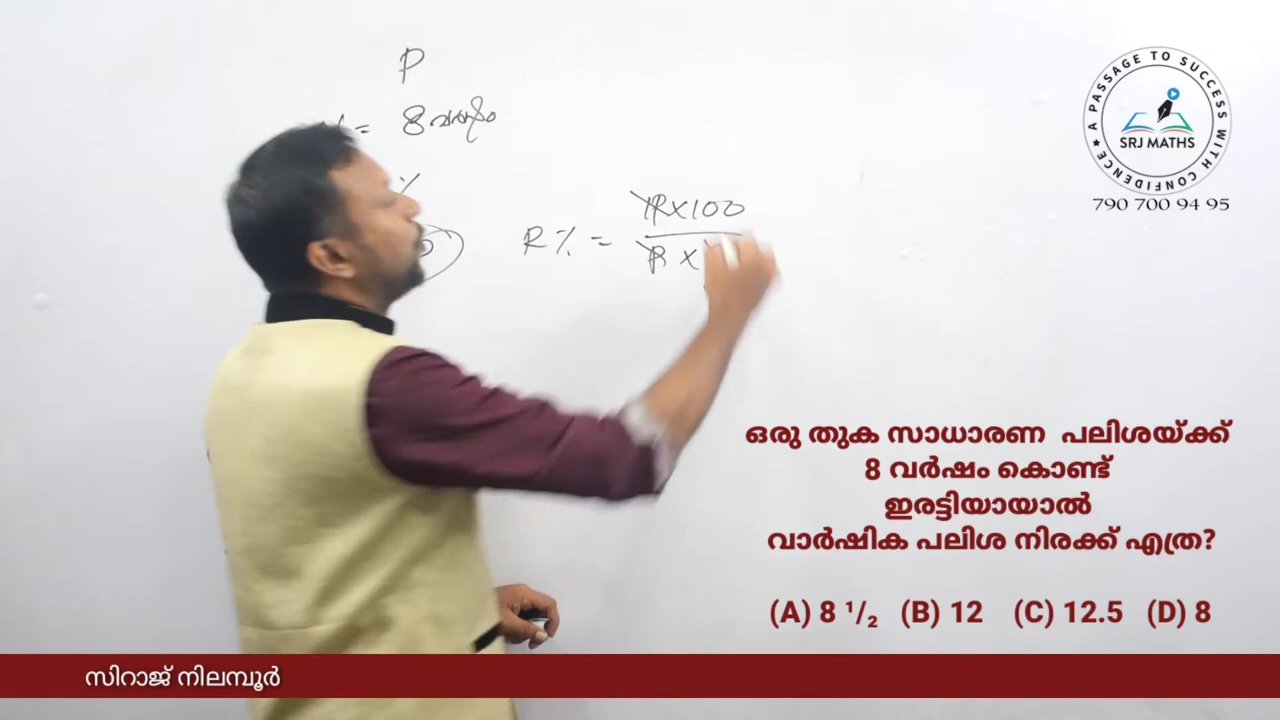 P
= 8 വർഷം
%
R% = PX100
P X
A PASSAGE TO SUCCESS WITH CONFIDENCE ★
SRJ MATHS
790 700 94 95
ഒരു തുക സാധാരണ പലിശയ്ക്ക്
8 വർഷം കൊണ്ട്
ഇരട്ടിയായാൽ
വാർഷിക പലിശ നിരക്ക് എത്ര?
(A) 8 ¹/₂ (B) 12 (C) 12.5 (D) 8
സിറാജ് നിലമ്പൂർ